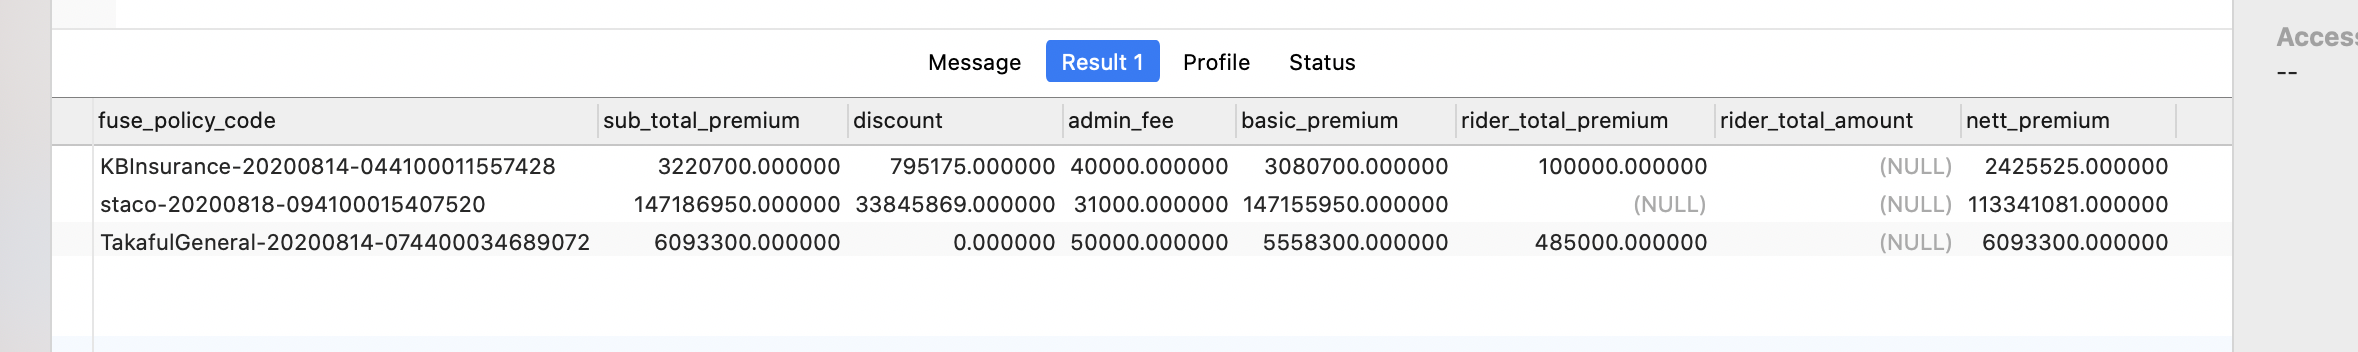 Access
--
Message Result 1 Profile Status
fuse_policy_code sub_total_premium discount admin_fee basic_premium rider_total_premium rider_total_amount nett_premium
KBInsurance-20200814-044100011557428 3220700.000000 795175.000000 40000.000000 3080700.000000 100000.000000 (NULL) 2425525.000000
staco-20200818-094100015407520 147186950.000000 33845869.000000 31000.000000 147155950.000000 (NULL) (NULL) 113341081.000000
TakafulGeneral-20200814-074400034689072 6093300.000000 0.000000 50000.000000 5558300.000000 485000.000000 (NULL) 6093300.000000